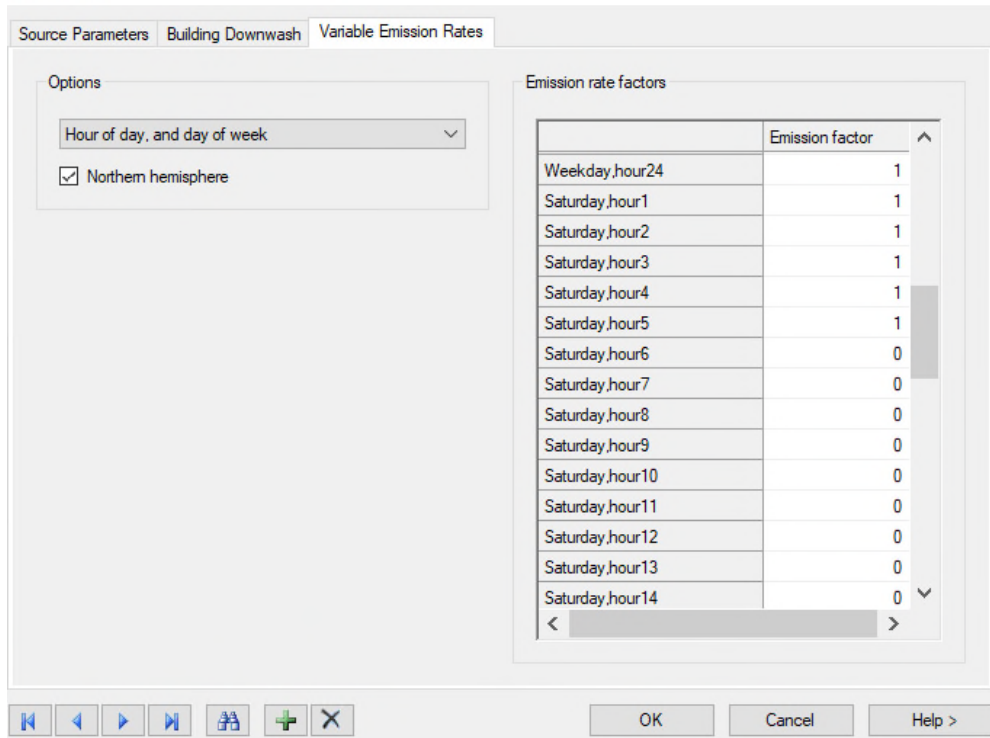 Source Parameters Building Downwash Variable Emission Rates
Options
Hour of day, and day of week
Northern hemisphere
Emission rate factors
Emission factor
Weekday,hour24 1
Saturday,hour1 1
Saturday,hour2 1
Saturday,hour3 1
Saturday,hour4 1
Saturday,hour5 1
Saturday,hour6 0
Saturday,hour7 0
Saturday,hour8 0
Saturday,hour9 0
Saturday,hour10 0
Saturday,hour11 0
Saturday,hour12 0
Saturday,hour13 0
Saturday,hour14 0
OK Cancel Help >